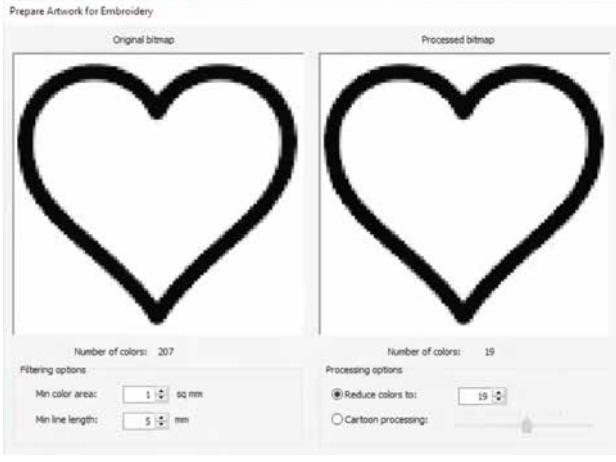 Prepare Artwork for Embroidery
Original bitmap
Processed bitmap
Number of colors: 207
Number of colors: 19
Filtering options
Min color area: 1 sq mm
Min line length: 5 mm
Processing options
Reduce colors to: 19
Cartoon processing: